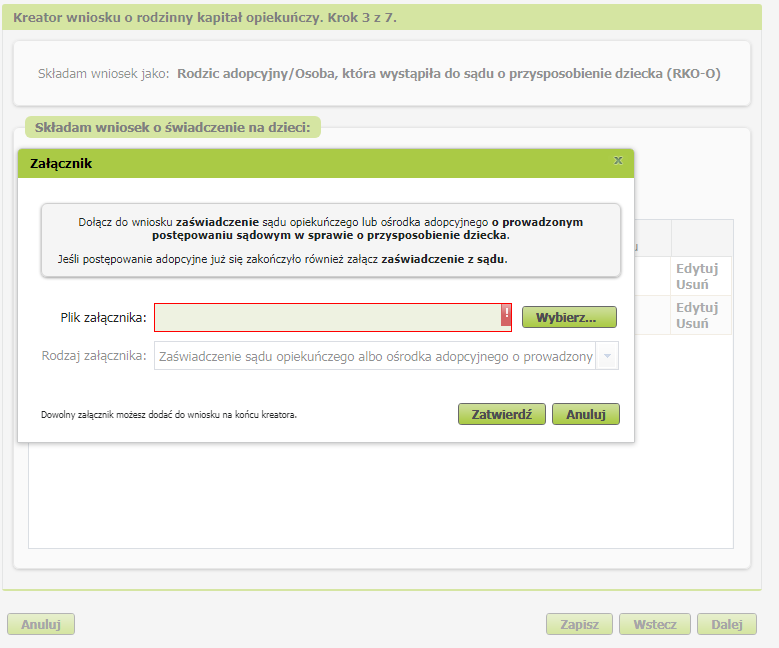 Kreator wniosku o rodzinny kapitał opiekuńczy. Krok 3 z 7.
Składam wniosek jako: Rodzic adopcyjny/Osoba, która wystąpiła do sądu o przysposobienie dziecka (RKO-O)
Składam wniosek o świadczenie na dzieci:
Załącznik x
Dołącz do wniosku zaświadczenie sądu opiekuńczego lub ośrodka adopcyjnego o prowadzonym
postępowaniu sądowym w sprawie o przysposobienie dziecka.
Jeśli postępowanie adopcyjne już się zakończyło również załącz zaświadczenie z sądu.
Plik załącznika: ! Wybierz...
Rodzaj załącznika: Zaświadczenie sądu opiekuńczego albo ośrodka adopcyjnego o prowadzony
Dowolny załącznik możesz dodać do wniosku na końcu kreatora. Zatwierdź Anuluj
Edytuj
Usuń
Edytuj
Usuń
Anuluj Zapisz Wstecz Dalej